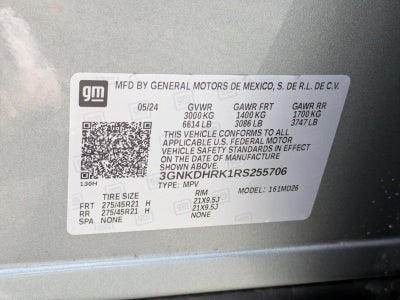 gm
MFD BY GENERAL MOTORS DE MEXICO, S. DE R.L. DE C.V.
05/24 GVWR GAWR FRT GAWR RR
3000 KG 1400 KG 1700 KG
6614 LB 3086 LB 3747 LB
THIS VEHICLE CONFORMS TO ALL
APPLICABLE U.S. FEDERAL MOTOR
VEHICLE SAFETY STANDARDS IN
EFFECT ON THE DATE OF MANUFACTURE
SHOWN ABOVE.
3GNKDHRK1RS255706
136H TYPE: MPV MODEL: 161MD26
TIRE SIZE RIM
FRT 275/45R21 H 21X9.5J
RR 275/45R21 H 21X9.5J
SPA NONE NONE